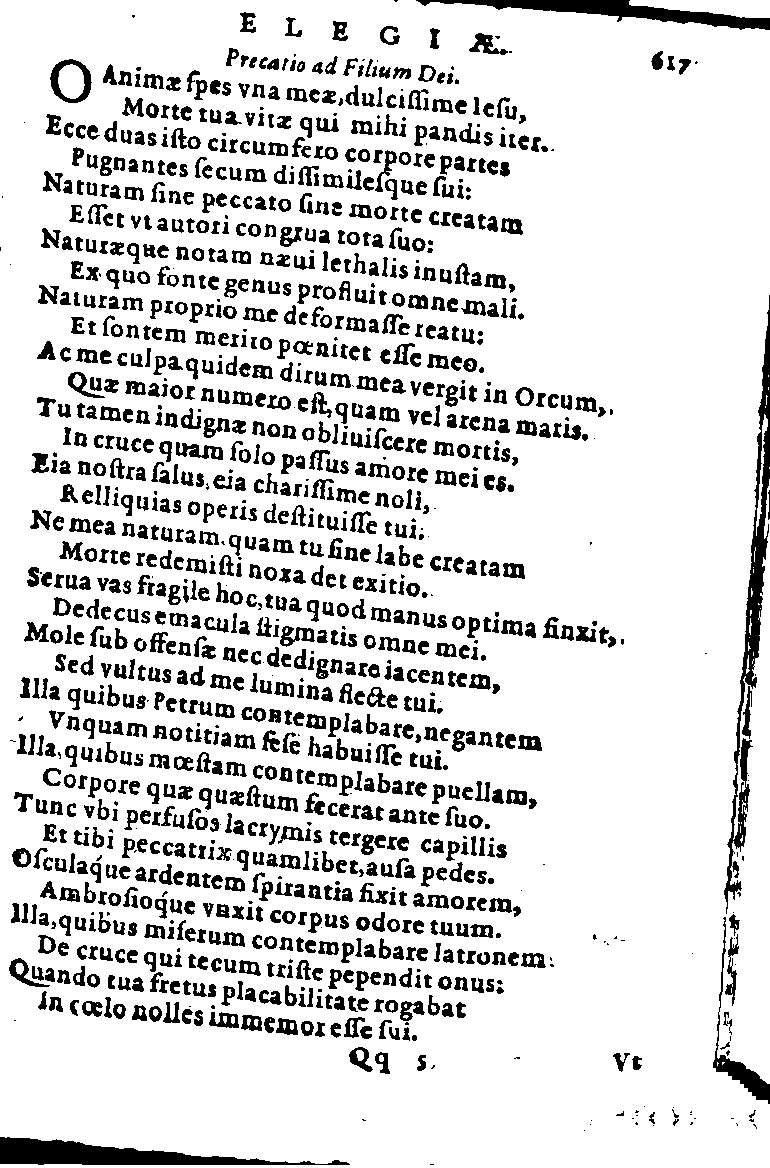 ELEGIÆ. 617
Precatio ad Filium Dei.
O Animæ ſpes vna meæ, dulciſſime Ieſu,
Morte tua vitæ qui mihi pandis iter.
Ecce duas iſto circumfero corpore partes
Pugnantes ſecum diſſimileſque ſui:
Naturam ſine peccato ſine morte creatam
Eſſet vt autori congrua tota ſuo:
Naturæque notam næui lethalis inuſtam,
Ex quo fonte genus profluit omne mali.
Naturam proprio me deformaſſe reatu:
Et ſontem merito pœnitet eſſe meo.
Ac me culpa quidem dirum mea vergit in Orcum,
Quæ maior numero eſt, quam vel arena maris.
Tu tamen indignæ non obliuiſcere mortis,
In cruce quam ſolo paſſus amore mei es.
Eia noſtra ſalus, eia chariſſime noli,
Relliquias operis deſtituiſſe tui.
Ne mea naturam quam tu ſine labe creatam
Morte redemiſti noxa det exitio.
Serua vas fragile hoc, tua quod manus optima finxit,
Dedecus et macula ſtigmatis omne mei.
Mole ſub offenſæ nec dedignare iacentem,
Sed vultus ad me lumina flecte tui.
Illa quibus Petrum contemplabare, negantem
Vnquam notitiam ſeſe habuiſſe tui.
Illa, quibus mœſtam contemplabare puellam,
Corpore quæ quæſtum fecerat ante ſuo.
Tunc vbi perfuſos lacrymis tergere capillis
Et tibi peccatrix quamlibet, auſa pedes.
Oſculaq́ue ardentem ſpirantia fixit amorem,
Ambroſioq́ue vnxit corpus odore tuum.
Illa, quibus miſerum contemplabare latronem:
De cruce qui tecum triſte pependit onus:
Quando tua fretus placabilitate rogabat
In cœlo nolles immemor eſſe ſui.
Qq 5. Vt